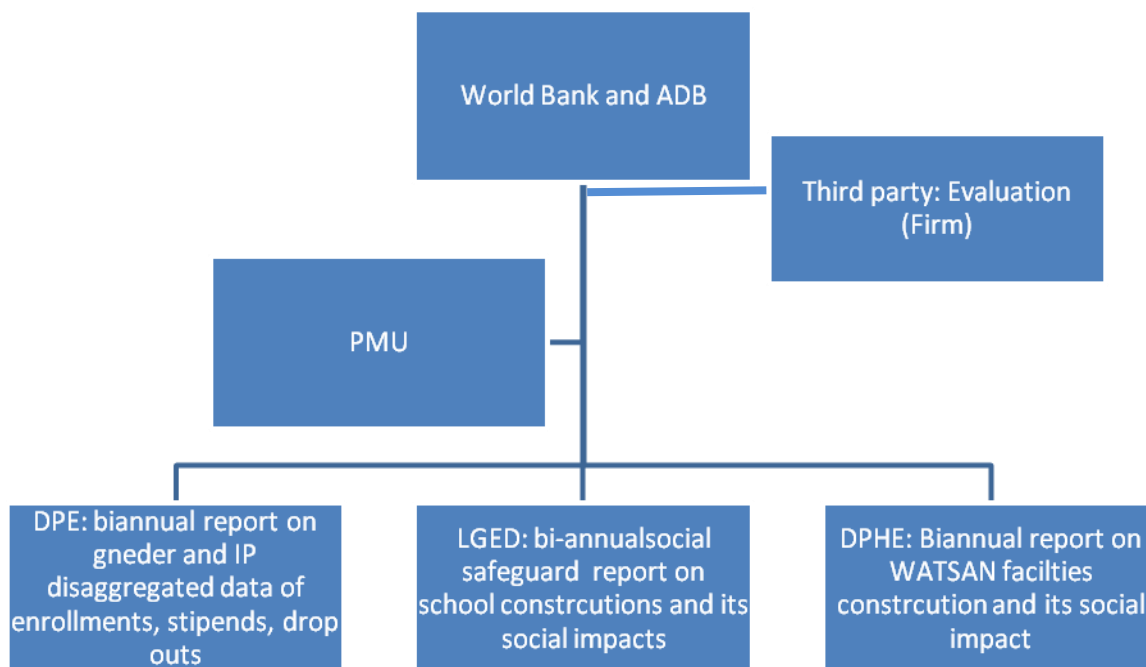 World Bank and ADB
Third party: Evaluation
(Firm)
PMU
DPE: biannual report on
gneder and IP
disaggregated data of
enrollments, stipends, drop
outs
LGED: bi-annualsocial
safeguard report on
school constrcutions and its
social impacts
DPHE: Biannual report on
WATSAN facilties
constrcution and its social
impact